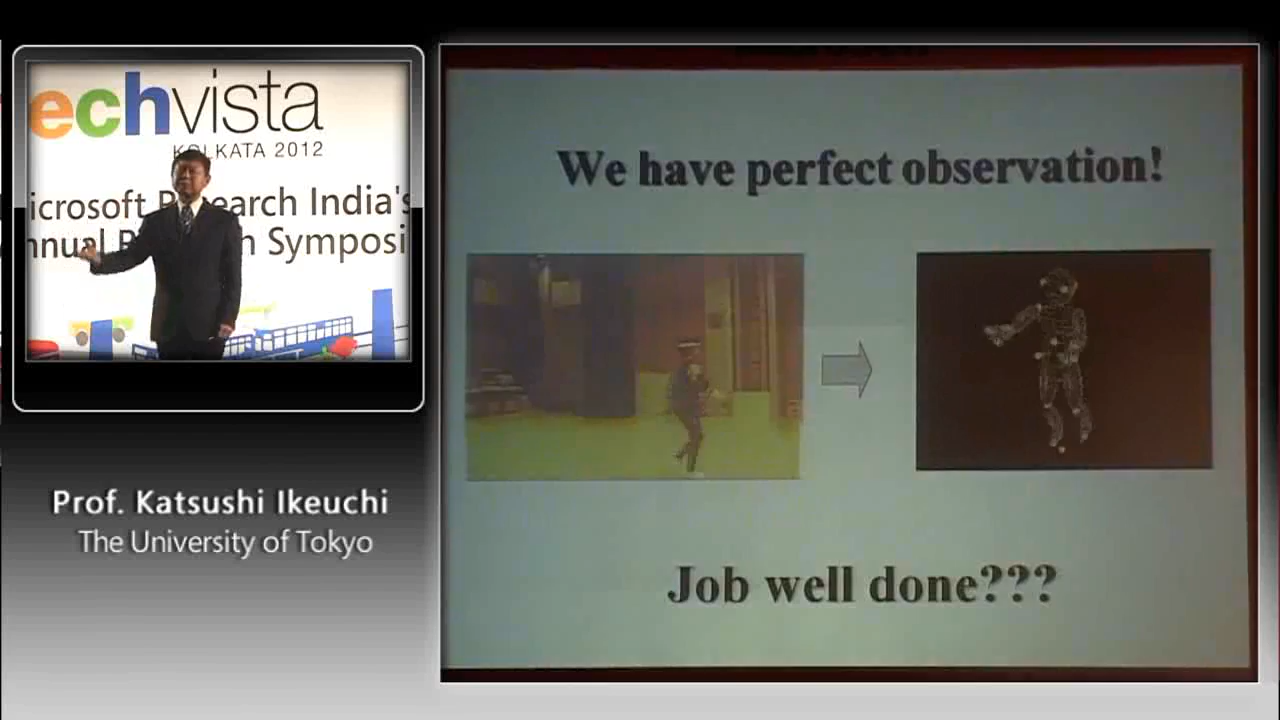 echvista
KOLKATA 2012
icrosoft Research India's
nnual R n Symposi
Prof. Katsushi Ikeuchi
The University of Tokyo
We have perfect observation!
Job well done???